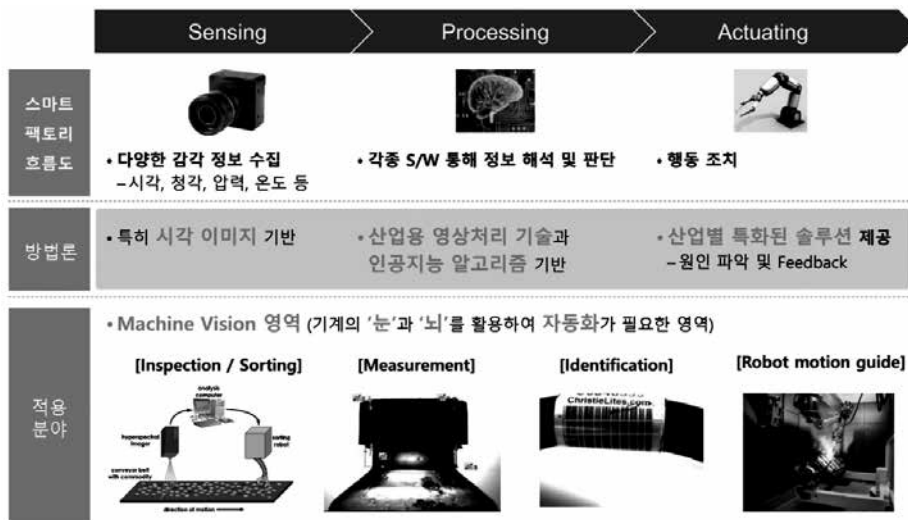 Sensing
Processing
Actuating
스마트
팩토리
흐름도
• 다양한 감각 정보 수집
–시각, 청각, 압력, 온도 등
• 각종 S/W 통해 정보 해석 및 판단
• 행동 조치
방법론
• 특히 시각 이미지 기반
• 산업용 영상처리 기술과
인공지능 알고리즘 기반
• 산업별 특화된 솔루션 제공
–원인 파악 및 Feedback
적용
분야
• Machine Vision 영역 (기계의 '눈'과 '뇌'를 활용하여 자동화가 필요한 영역)
[Inspection / Sorting]
[Measurement]
[Identification]
[Robot motion guide]
analysis
computer
hyperspectral
imager
sorting
robot
conveyor belt
with commodity
direction of motion
ChristieLites.com